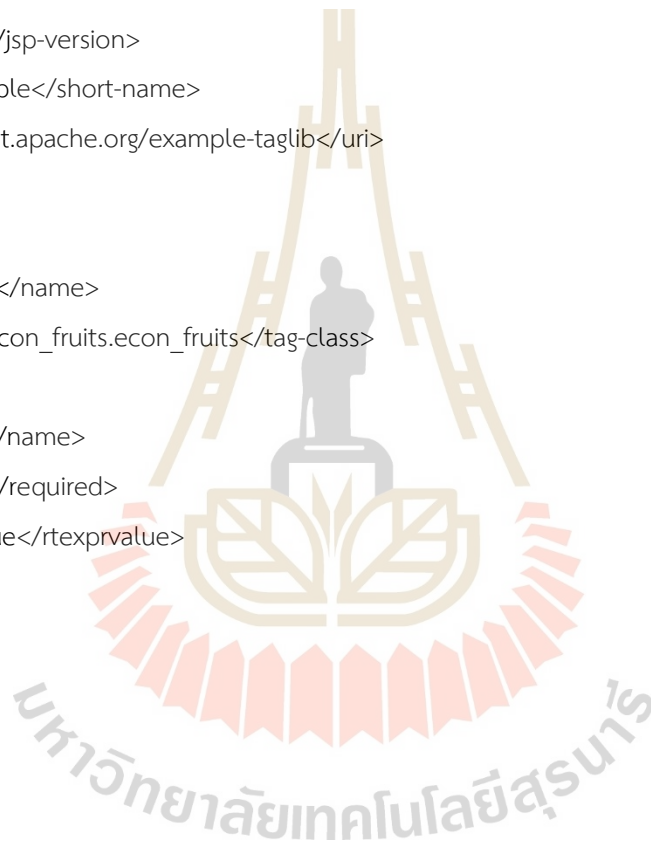 /jsp-version>
ple</short-name>
t.apache.org/example-taglib</uri>
</name>
con_fruits.econ_fruits</tag-class>
/name>
/required>
ue</rtexprvalue>
มหาวิทยาลัยเทคโนโลยีสุรนารี